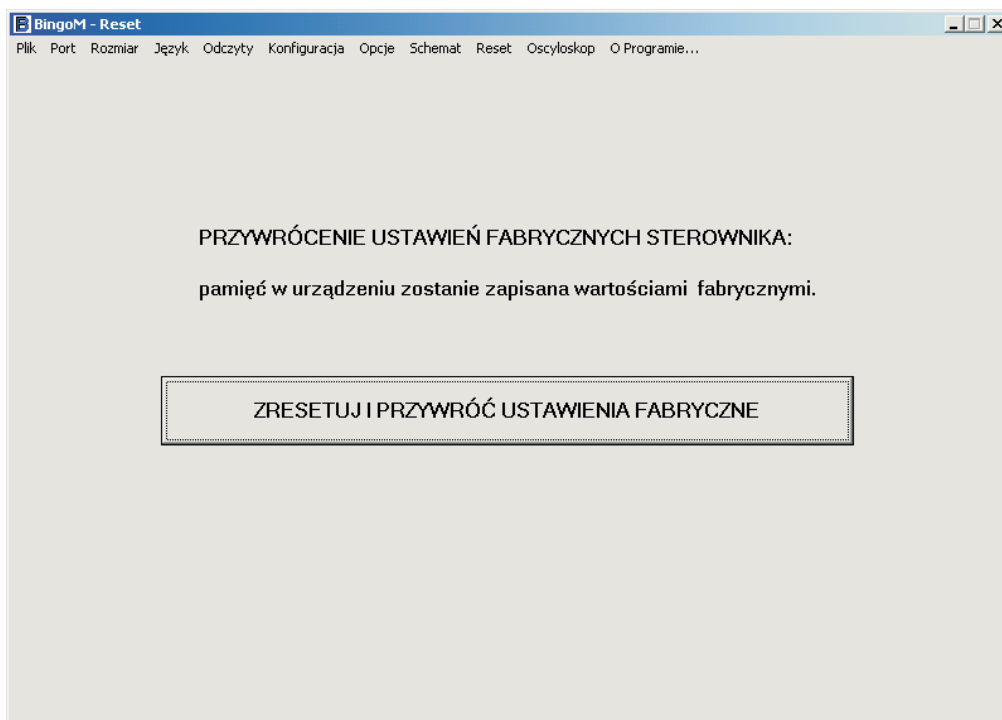 BingoM - Reset
Plik Port Rozmiar Język Odczyty Konfiguracja Opcje Schemat Reset Oscyloskop O Programie...
PRZYWRÓCENIE USTAWIEŃ FABRYCZNYCH STEROWNIKA:
pamięć w urządzeniu zostanie zapisana wartościami fabrycznymi.
ZRESETUJ I PRZYWRÓĆ USTAWIENIA FABRYCZNE